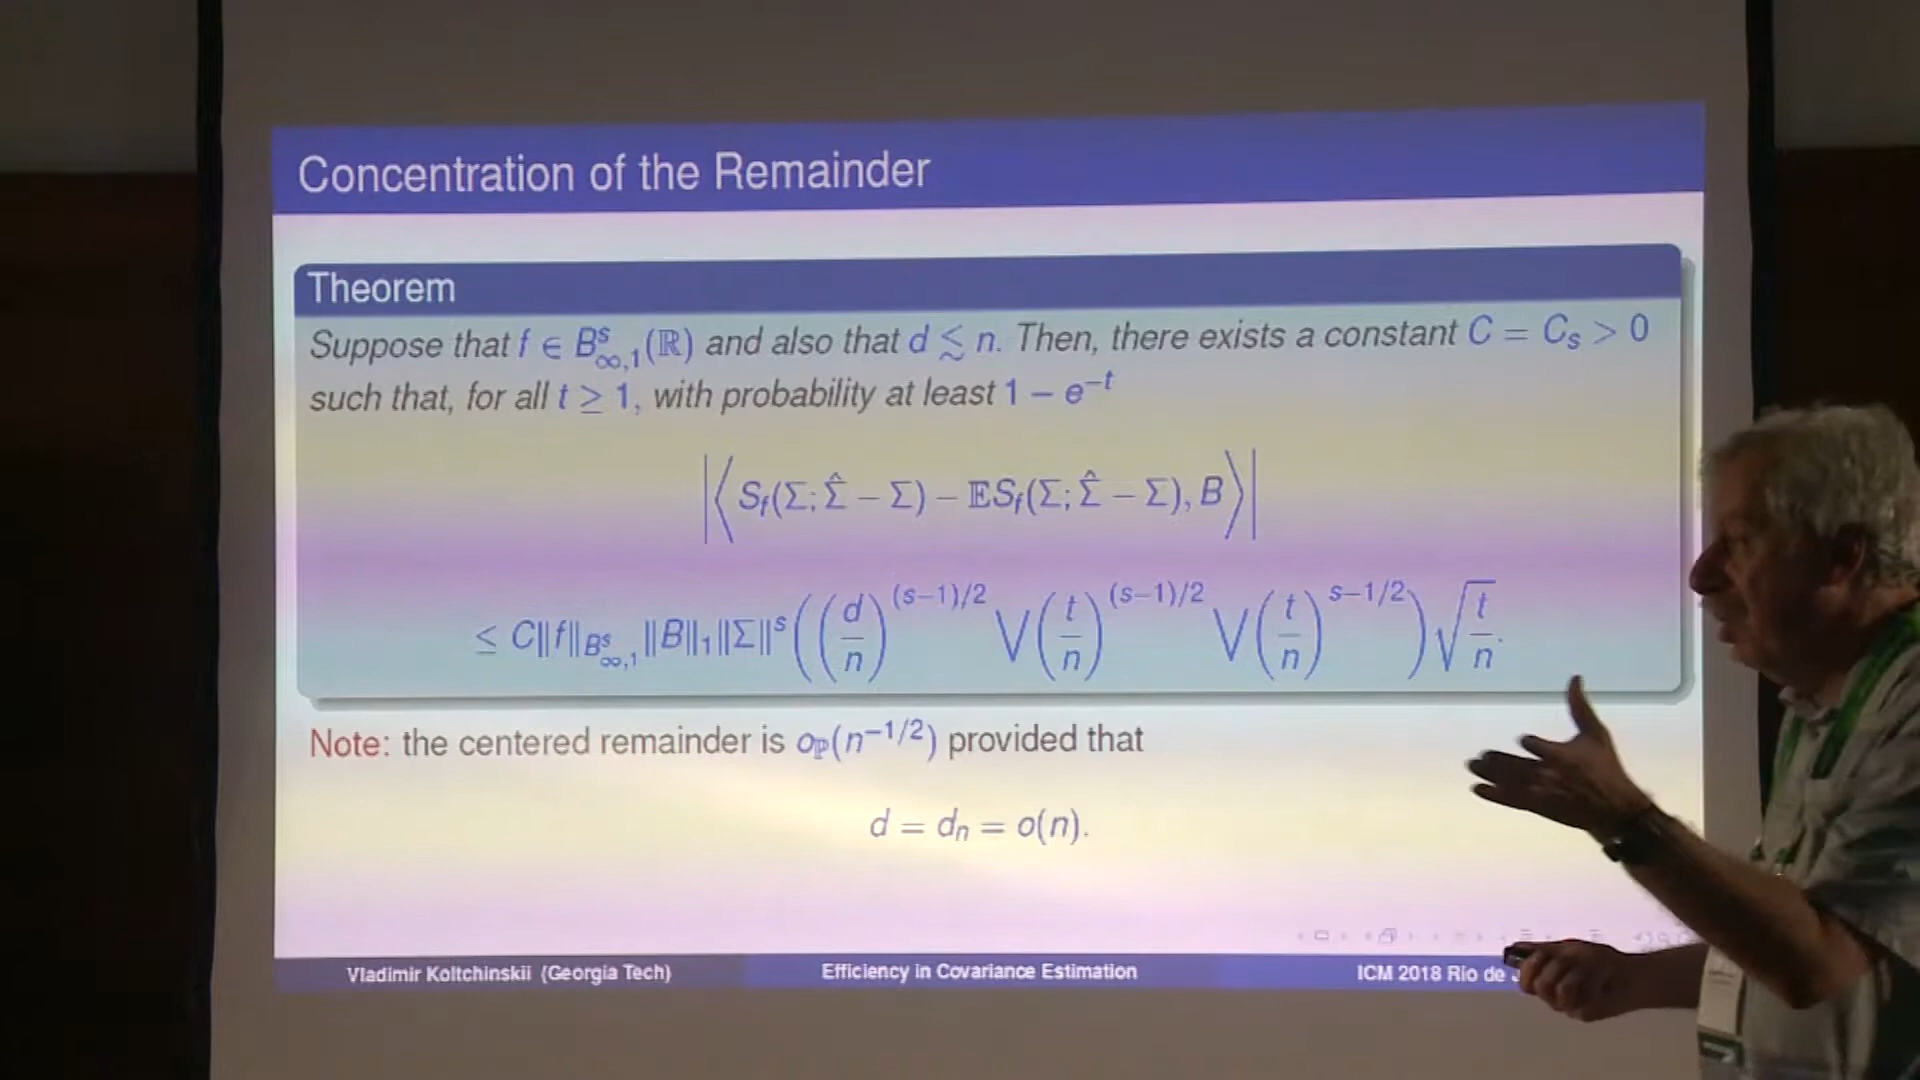 Concentration of the Remainder
Theorem
Suppose that f ∈ B^s_{∞,1}(ℝ) and also that d ≲ n. Then, there exists a constant C = C_s > 0
such that, for all t ≥ 1, with probability at least 1 − e^{−t}
|⟨S_f(Σ; Σ̂ − Σ) − 𝔼S_f(Σ; Σ̂ − Σ), B⟩|
≤ C‖f‖_{B^s_{∞,1}}‖B‖_1‖Σ‖^s((d/n)^{(s−1)/2} ⋁ (t/n)^{(s−1)/2} ⋁ (t/n)^{s−1/2})√(t/n).
Note: the centered remainder is o_ℙ(n^{−1/2}) provided that
d = d_n = o(n).
Vladimir Koltchinskii (Georgia Tech) Efficiency in Covariance Estimation ICM 2018 Rio de